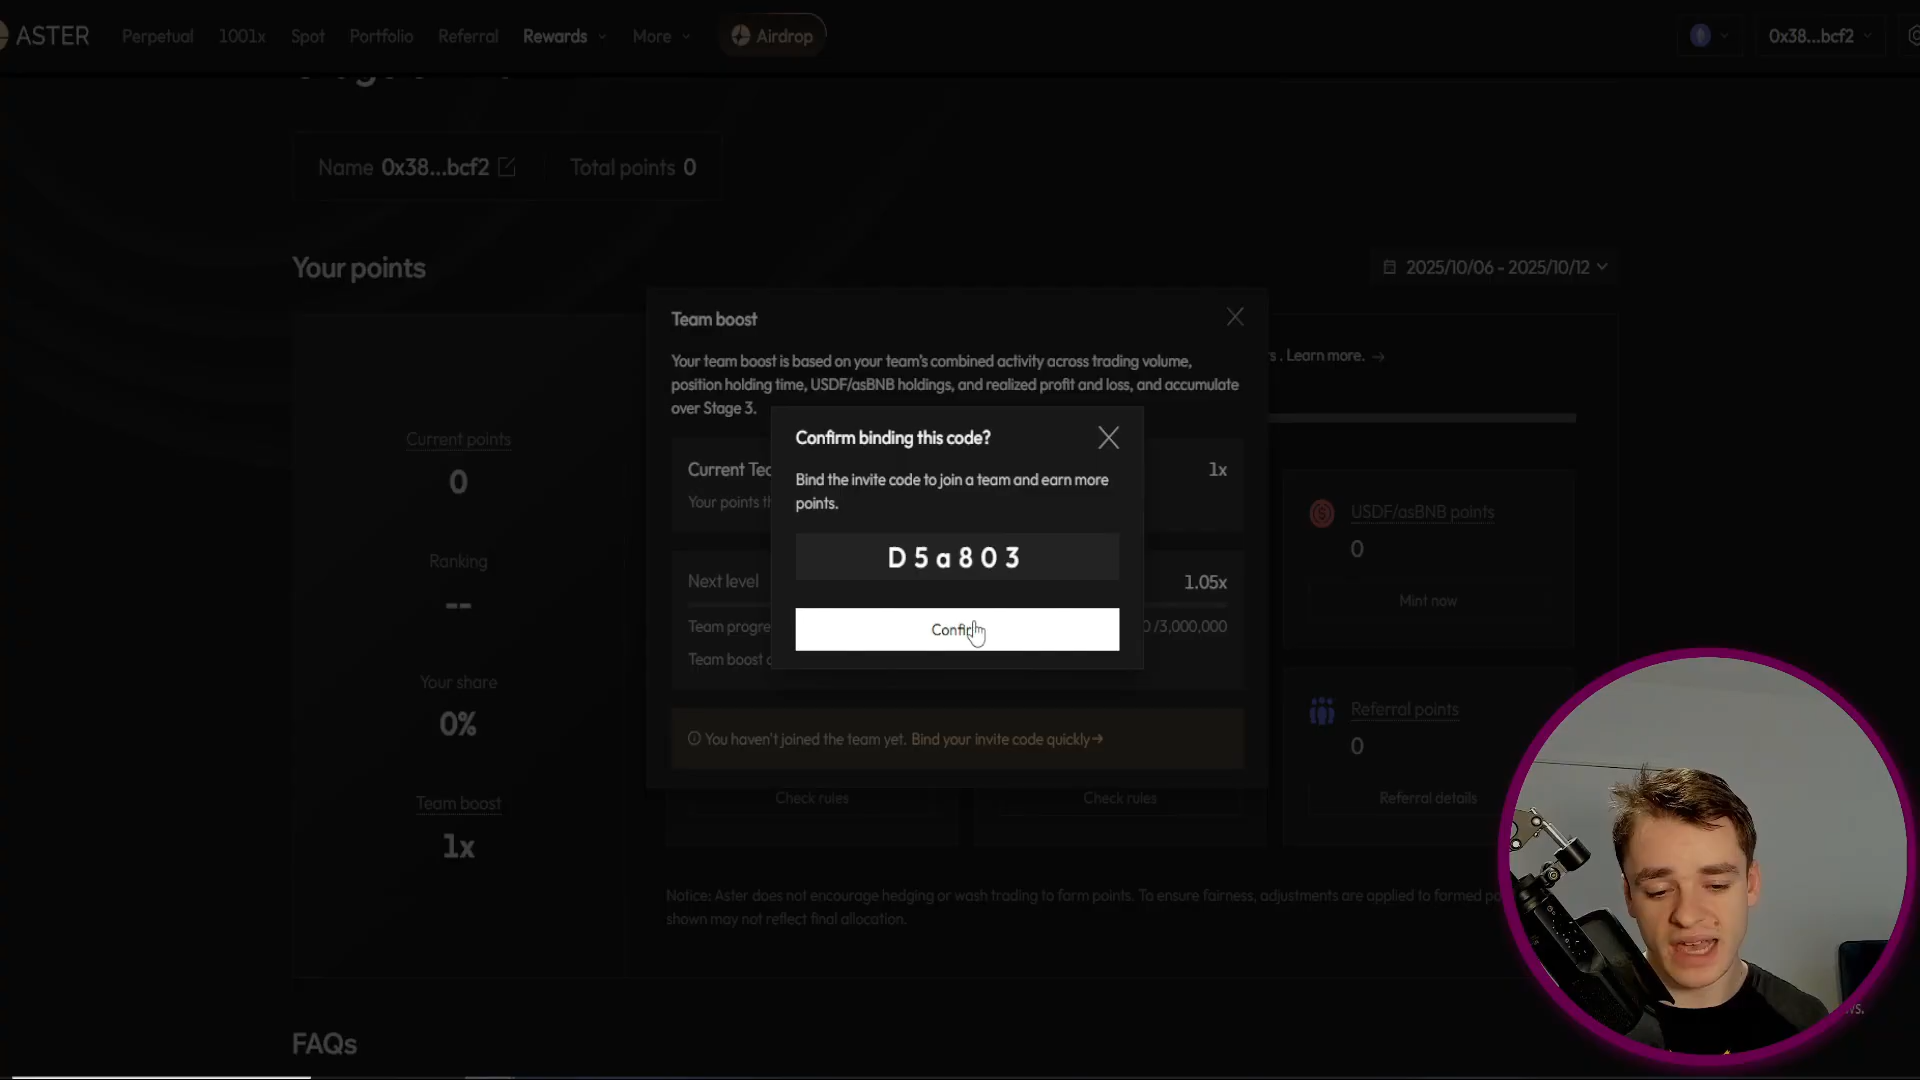 ASTER
Perpetual
1001x
Spot
Portfolio
Referral
Rewards
More
Airdrop
0x38...bcf2
Name 0x38...bcf2
Total points 0
Your points
2025/10/06 - 2025/10/12
Team boost
Your team boost is based on your team's combined activity across trading volume,
position holding time, USDF/asBNB holdings, and realized profit and loss, and accumulate
over Stage 3.
Learn more. →
Confirm binding this code?
Bind the invite code to join a team and earn more
points.
D5a803
Confir
Current
1x
Your points
Next level
1.05x
Team
/3,000,000
Team boost
You haven't joined the team yet. Bind your invite code quickly→
Current points
0
Ranking
--
Your share
0%
Team boost
1x
USDF/asBNB points
0
Mint now
Referral points
0
Referral details
Check rules
Check rules
Notice: Aster does not encourage hedging or wash trading to farm points. To ensure fairness, adjustments are applied to farmed
shown may not reflect final allocation.
FAQs